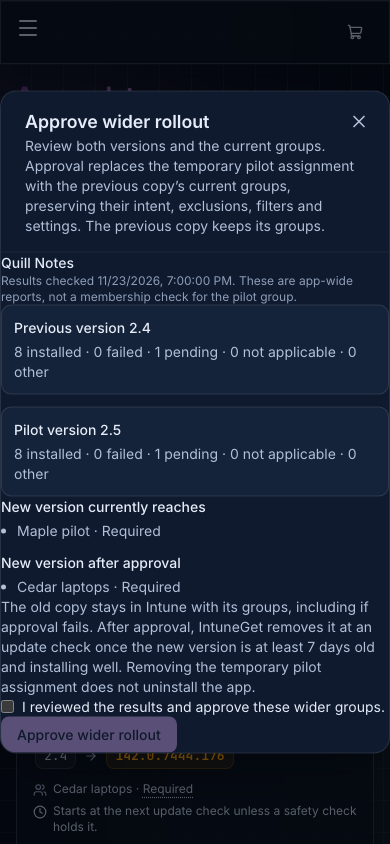 Approve wider rollout
Review both versions and the current groups.
Approval replaces the temporary pilot assignment
with the previous copy’s current groups,
preserving their intent, exclusions, filters and
settings. The previous copy keeps its groups.
Quill Notes
Results checked 11/23/2026, 7:00:00 PM. These are app-wide
reports, not a membership check for the pilot group.
Previous version 2.4
8 installed · 0 failed · 1 pending · 0 not applicable · 0
other
Pilot version 2.5
8 installed · 0 failed · 1 pending · 0 not applicable · 0
other
New version currently reaches
• Maple pilot · Required
New version after approval
• Cedar laptops · Required
The old copy stays in Intune with its groups, including if
approval fails. After approval, IntuneGet removes it at an
update check once the new version is at least 7 days old
and installing well. Removing the temporary pilot
assignment does not uninstall the app.
I reviewed the results and approve these wider groups.
Approve wider rollout
2.4 → 142.0.7444.176
Cedar laptops · Required
Starts at the next update check unless a safety check
holds it.